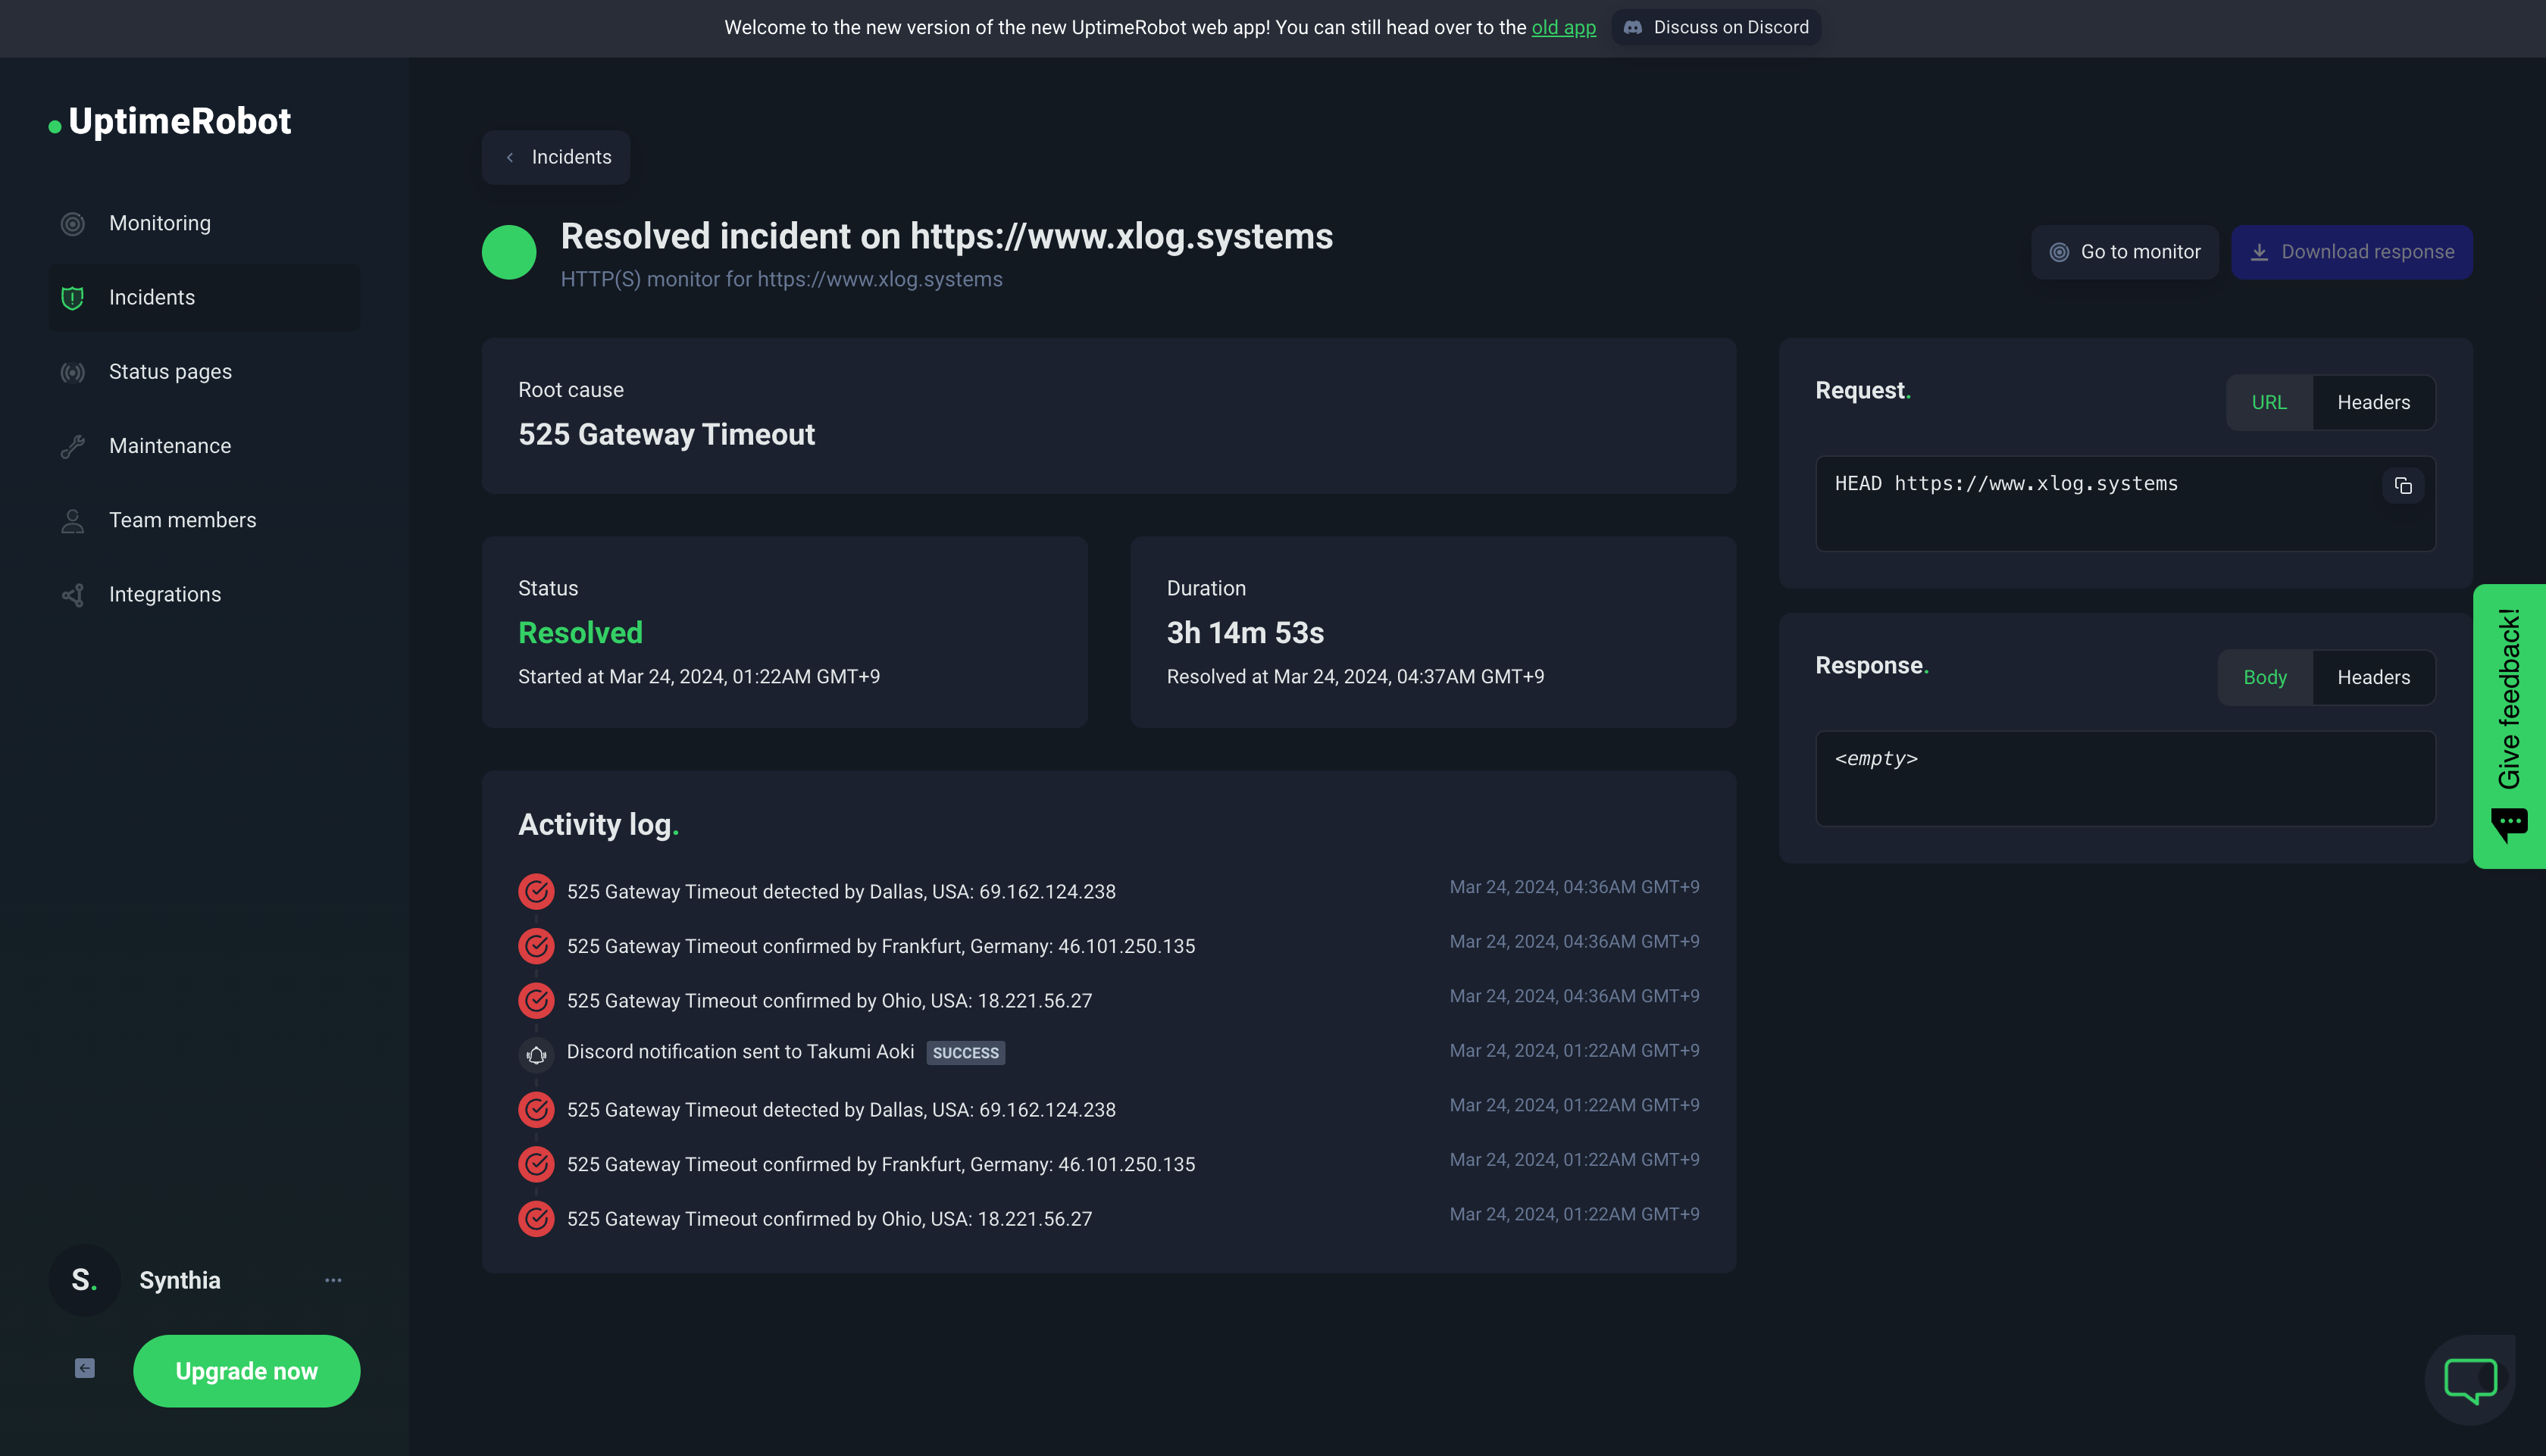 Welcome to the new version of the new UptimeRobot web app! You can still head over to the old app Discuss on Discord
UptimeRobot
Monitoring
Incidents
Status pages
Maintenance
Team members
Integrations
S.
Synthia
Upgrade now
Incidents
Resolved incident on https://www.xlog.systems
HTTP(S) monitor for https://www.xlog.systems
Go to monitor
Download response
Root cause
525 Gateway Timeout
Status
Resolved
Started at Mar 24, 2024, 01:22AM GMT+9
Duration
3h 14m 53s
Resolved at Mar 24, 2024, 04:37AM GMT+9
Activity log.
525 Gateway Timeout detected by Dallas, USA: 69.162.124.238 Mar 24, 2024, 04:36AM GMT+9
525 Gateway Timeout confirmed by Frankfurt, Germany: 46.101.250.135 Mar 24, 2024, 04:36AM GMT+9
525 Gateway Timeout confirmed by Ohio, USA: 18.221.56.27 Mar 24, 2024, 04:36AM GMT+9
Discord notification sent to Takumi Aoki SUCCESS Mar 24, 2024, 01:22AM GMT+9
525 Gateway Timeout detected by Dallas, USA: 69.162.124.238 Mar 24, 2024, 01:22AM GMT+9
525 Gateway Timeout confirmed by Frankfurt, Germany: 46.101.250.135 Mar 24, 2024, 01:22AM GMT+9
525 Gateway Timeout confirmed by Ohio, USA: 18.221.56.27 Mar 24, 2024, 01:22AM GMT+9
Request.
URL Headers
HEAD https://www.xlog.systems
Response.
Body Headers
<empty>
Give feedback!